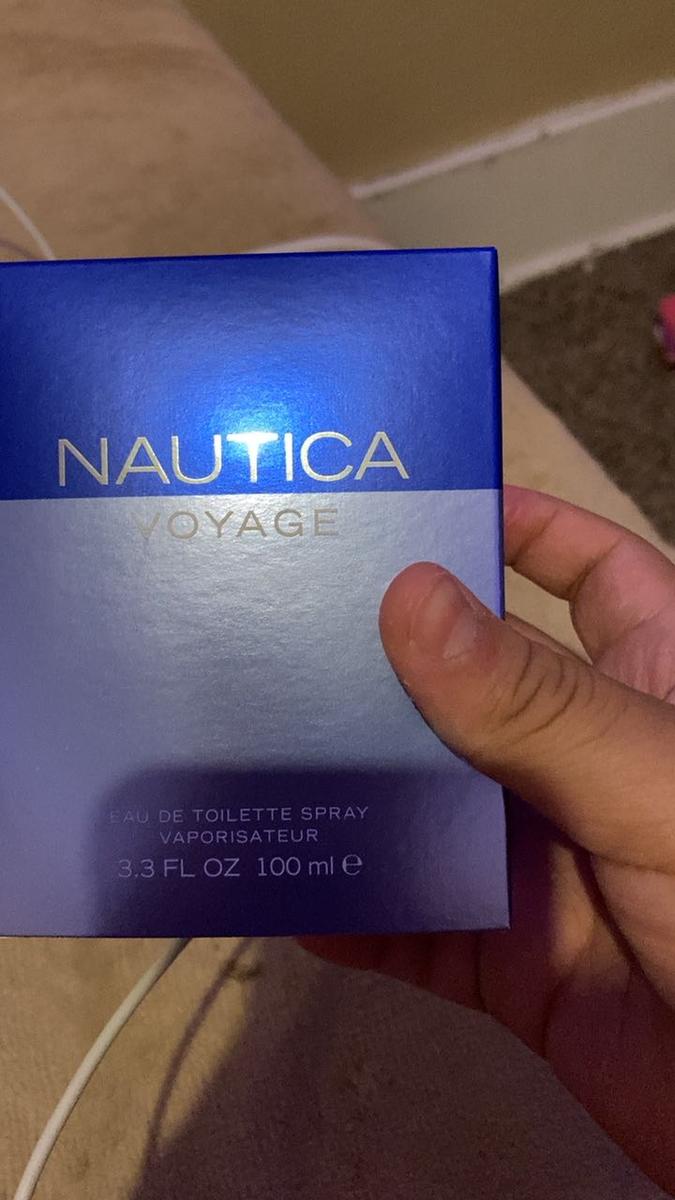 NAUTICA
VOYAGE
EAU DE TOILETTE SPRAY
VAPORISATEUR
3.3 FL OZ 100 ml ℮